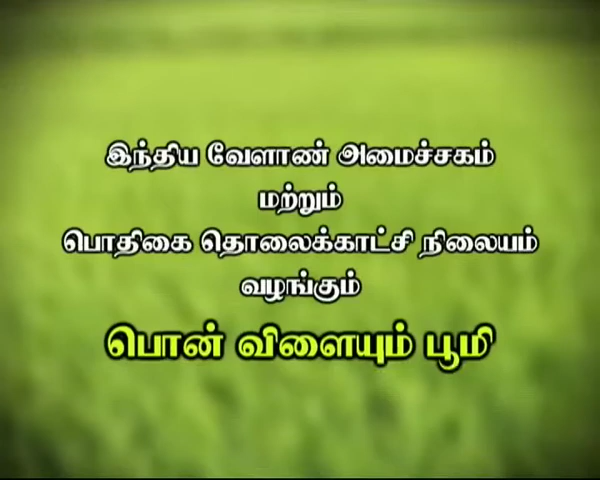 இந்திய வேளாண் அமைச்சகம்
மற்றும்
பொதிகை தொலைக்காட்சி நிலையம்
வழங்கும்
பொன் விளையும் பூமி